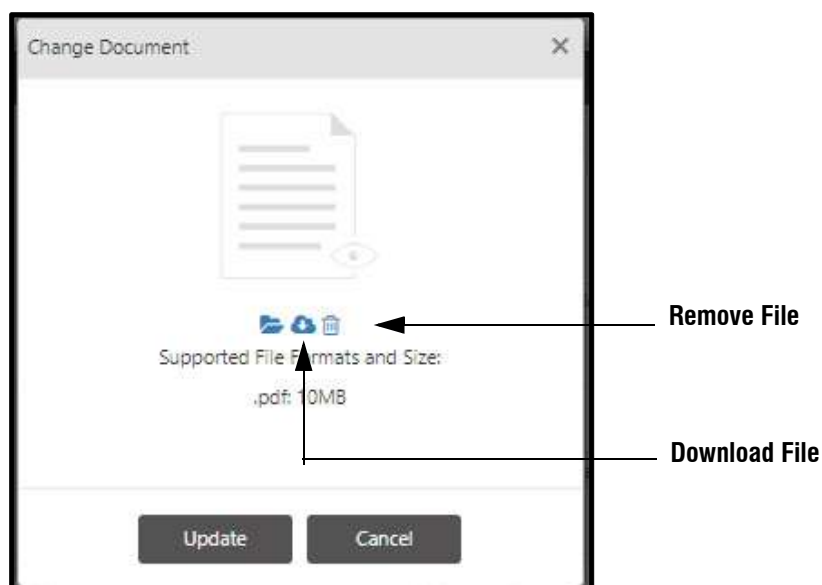 Change Document
Remove File
Supported File Formats and Size:
.pdf: 10MB
Download File
Update
Cancel